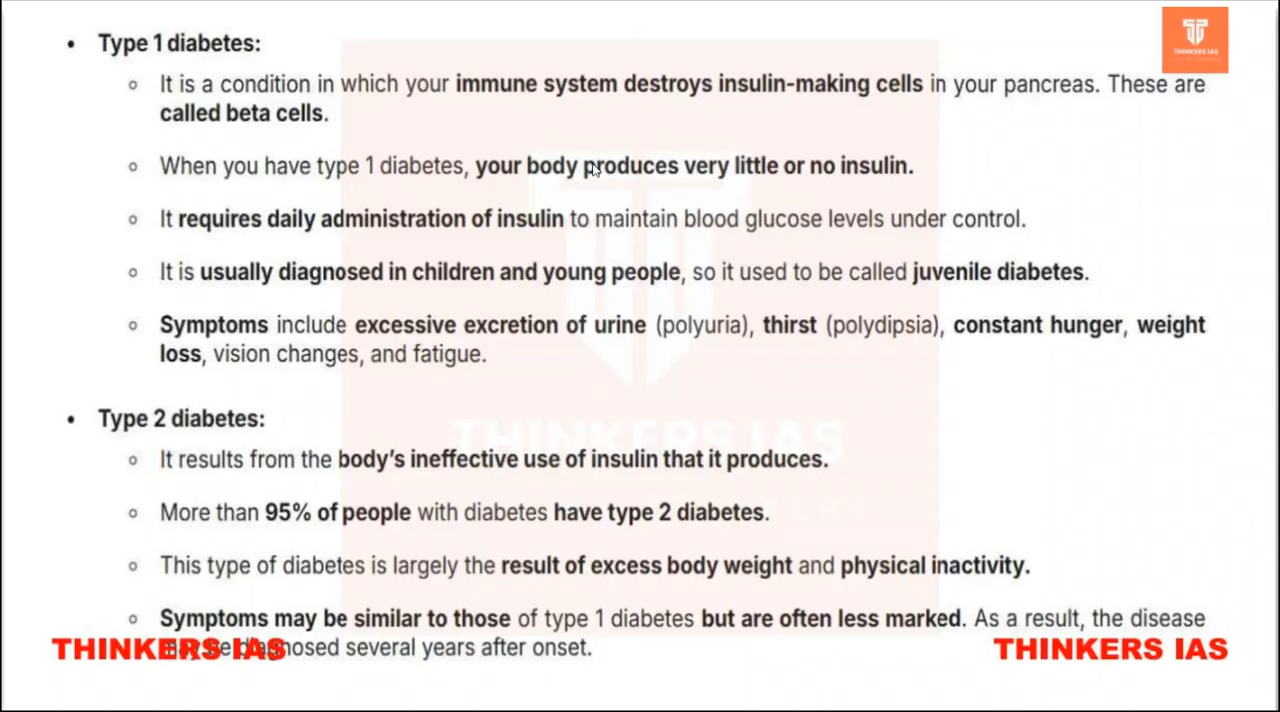 THINKERS IAS
• Type 1 diabetes:
○ It is a condition in which your immune system destroys insulin-making cells in your pancreas. These are
called beta cells.
○ When you have type 1 diabetes, your body produces very little or no insulin.
○ It requires daily administration of insulin to maintain blood glucose levels under control.
○ It is usually diagnosed in children and young people, so it used to be called juvenile diabetes.
○ Symptoms include excessive excretion of urine (polyuria), thirst (polydipsia), constant hunger, weight
loss, vision changes, and fatigue.
• Type 2 diabetes:
THINKERS IAS
○ It results from the body's ineffective use of insulin that it produces.
○ More than 95% of people with diabetes have type 2 diabetes.
○ This type of diabetes is largely the result of excess body weight and physical inactivity.
○ Symptoms may be similar to those of type 1 diabetes but are often less marked. As a result, the disease
may be diagnosed several years after onset.
THINKERS IAS
THINKERS IAS